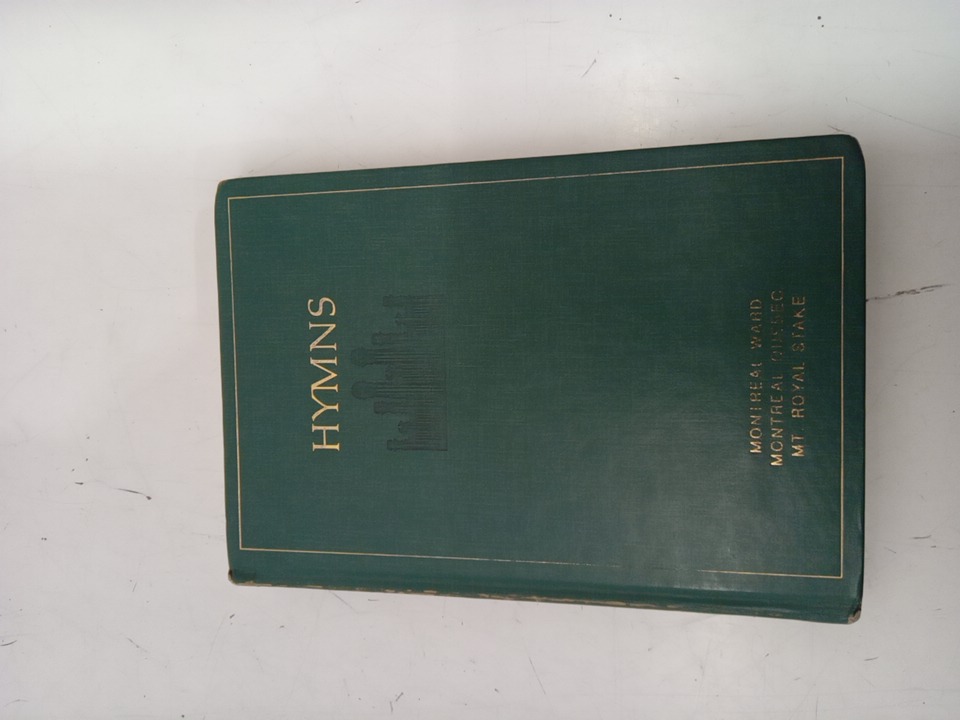 HYMNS
MONTREAL WARD
MONTREAL QUEBEC
MT. ROYAL STAKE